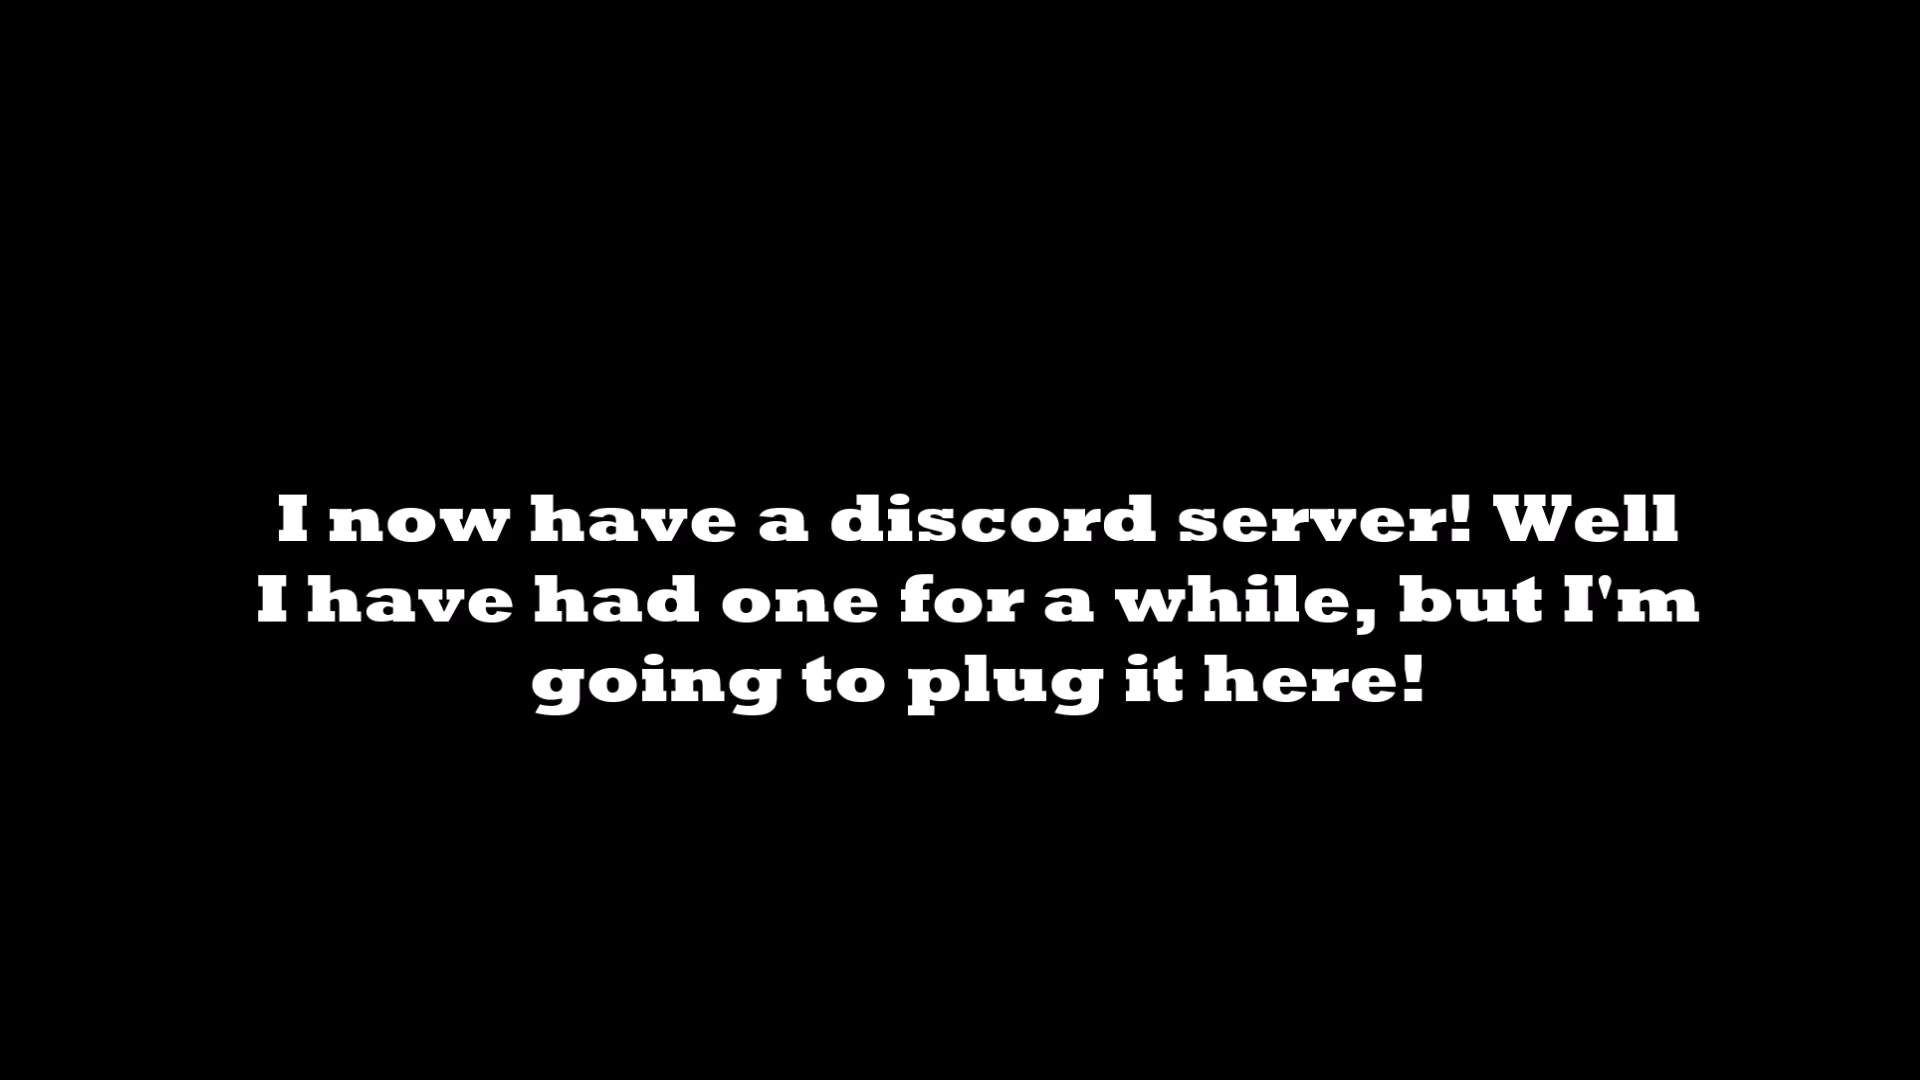 I now have a discord server! Well
I have had one for a while, but I'm
going to plug it here!